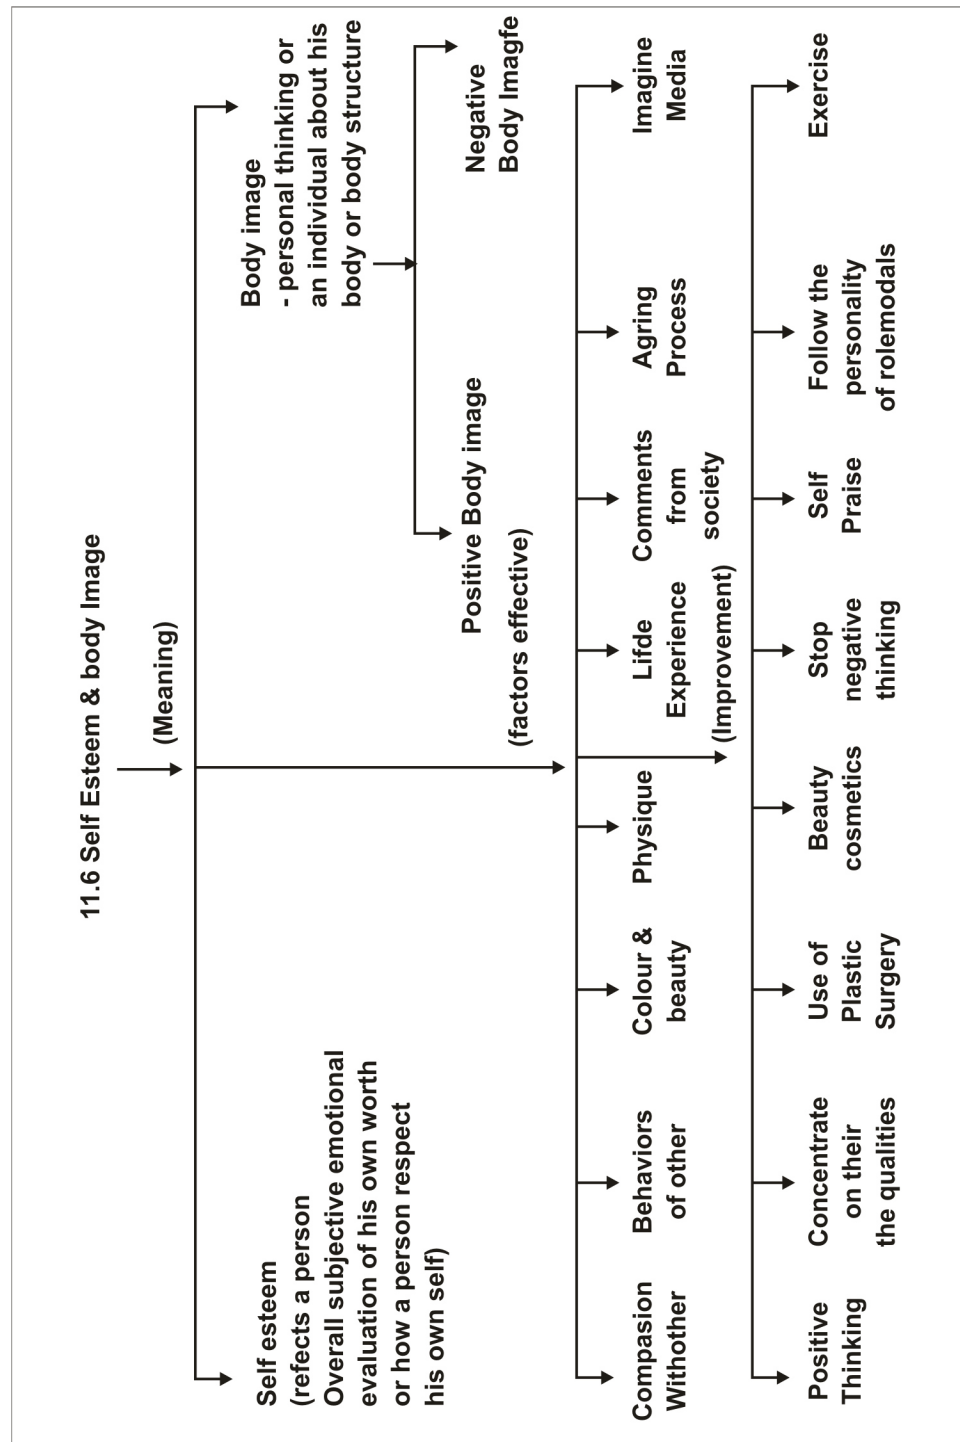 11.6 Self Esteem & body Image
(Meaning)
Self esteem
(refects a person
Overall subjective emotional
evaluation of his own worth
or how a person respect
his own self)
Body image
- personal thinking or
an individual about his
body or body structure
Positive Body image
Negative
Body Imagfe
(factors effective)
Compasion
Withother
Behaviors
of other
Colour &
beauty
Physique
Lifde
Experience
Comments
from
society
Agring
Process
Imagine
Media
(Improvement)
Positive
Thinking
Concentrate
on their
the qualities
Use of
Plastic
Surgery
Beauty
cosmetics
Stop
negative
thinking
Self
Praise
Follow the
personality
of rolemodals
Exercise